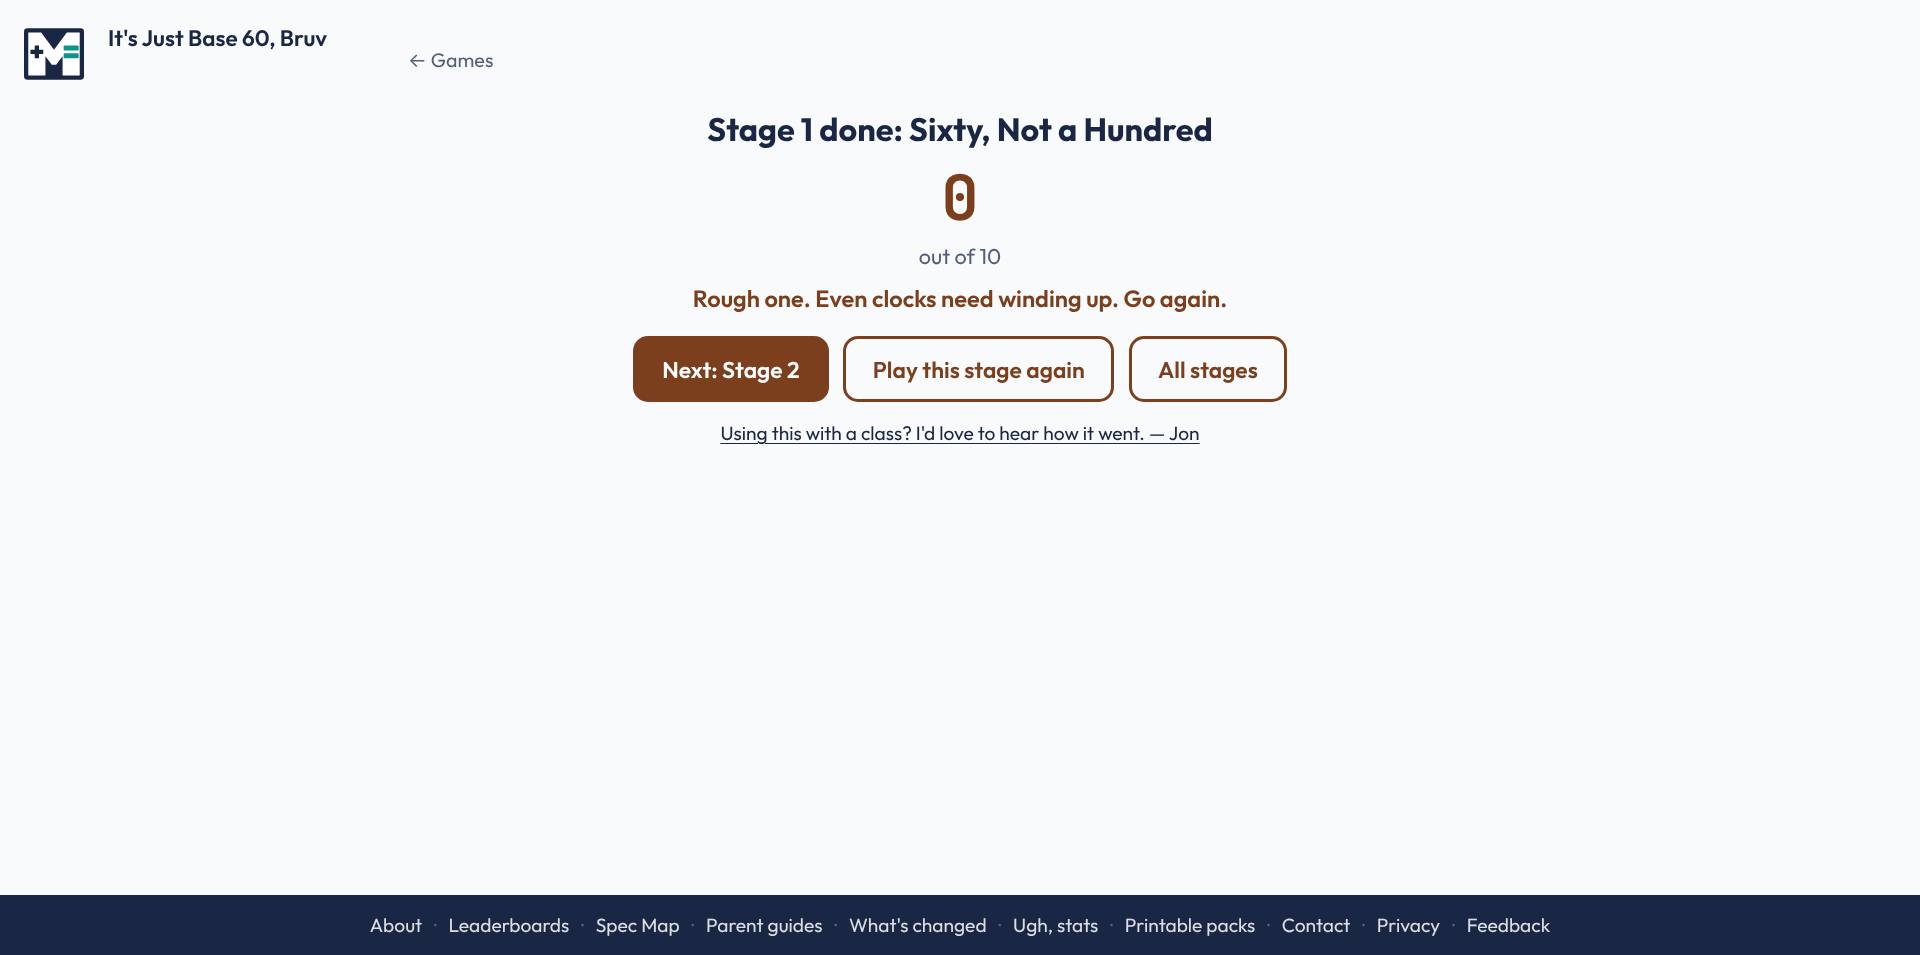 It's Just Base 60, Bruv
← Games
Stage 1 done: Sixty, Not a Hundred
0
out of 10
Rough one. Even clocks need winding up. Go again.
Next: Stage 2
Play this stage again
All stages
Using this with a class? I'd love to hear how it went. — Jon
About · Leaderboards · Spec Map · Parent guides · What's changed · Ugh, stats · Printable packs · Contact · Privacy · Feedback